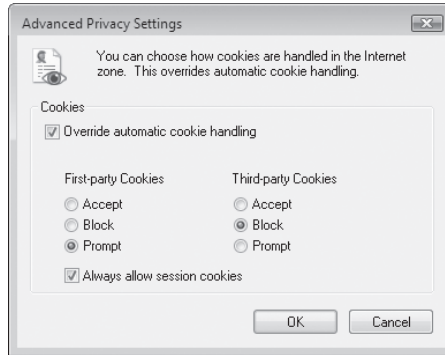 Advanced Privacy Settings
You can choose how cookies are handled in the Internet
zone. This overrides automatic cookie handling.
Cookies
Override automatic cookie handling
First-party Cookies Third-party Cookies
Accept Accept
Block Block
Prompt Prompt
Always allow session cookies
OK Cancel